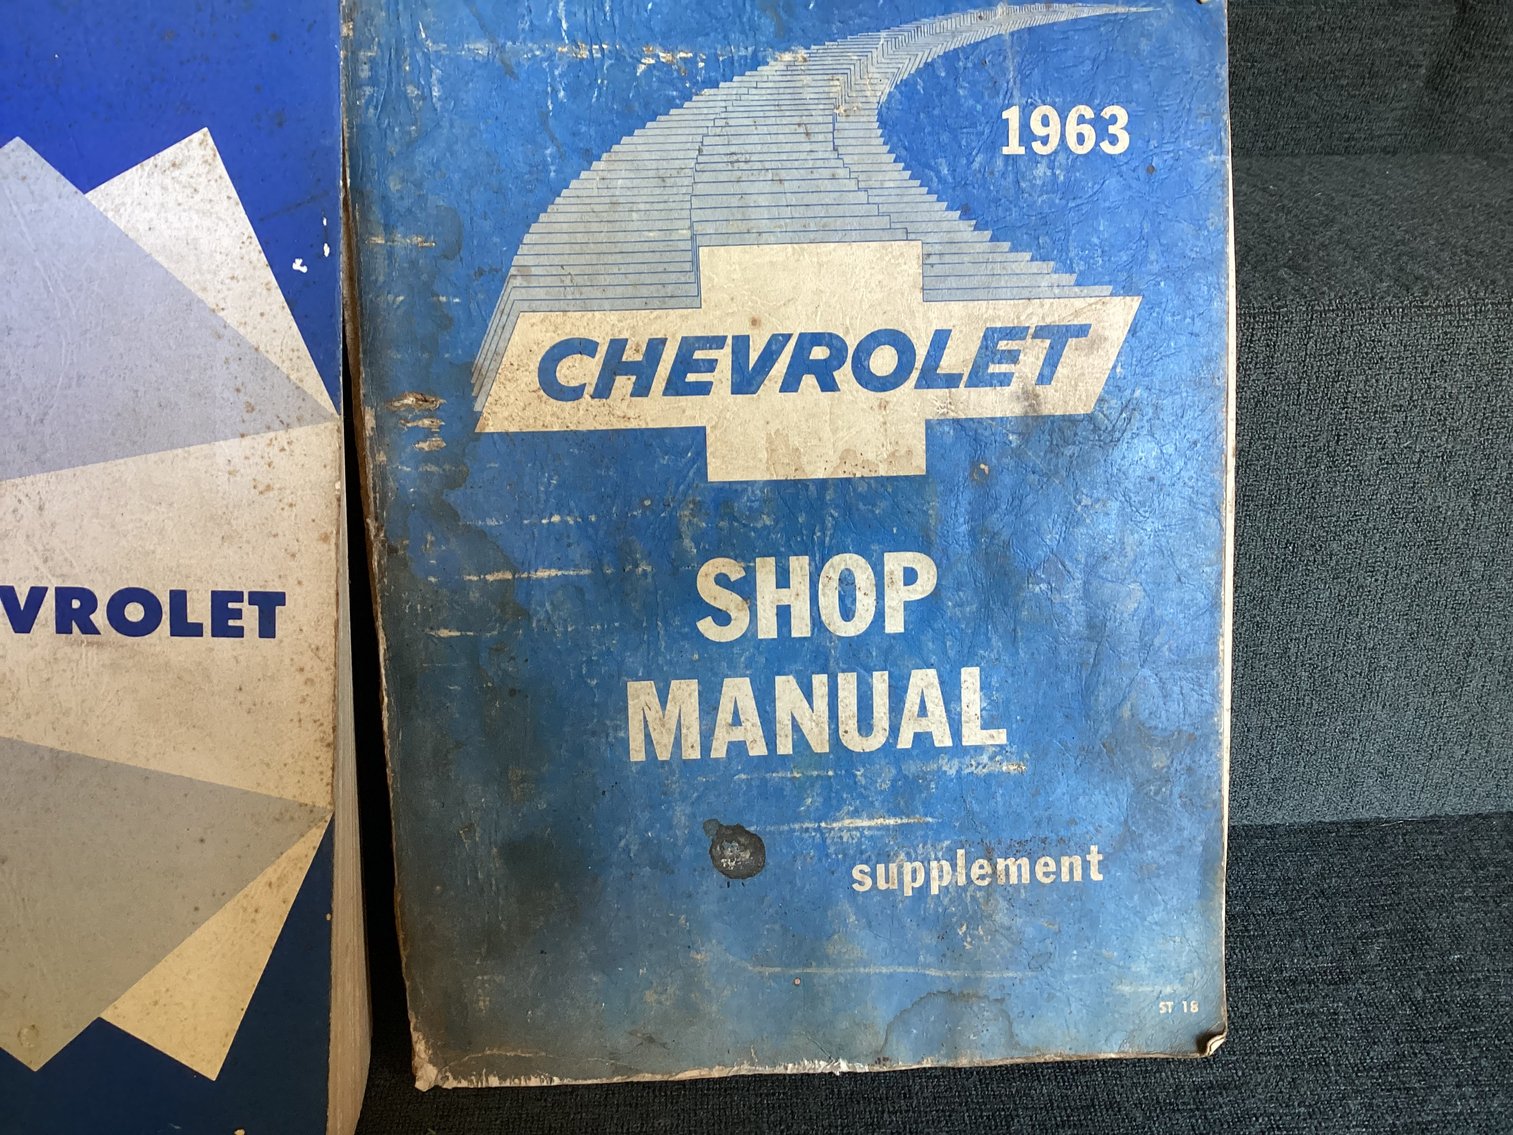 VROLET
1963
CHEVROLET
SHOP
MANUAL
supplement
ST 18